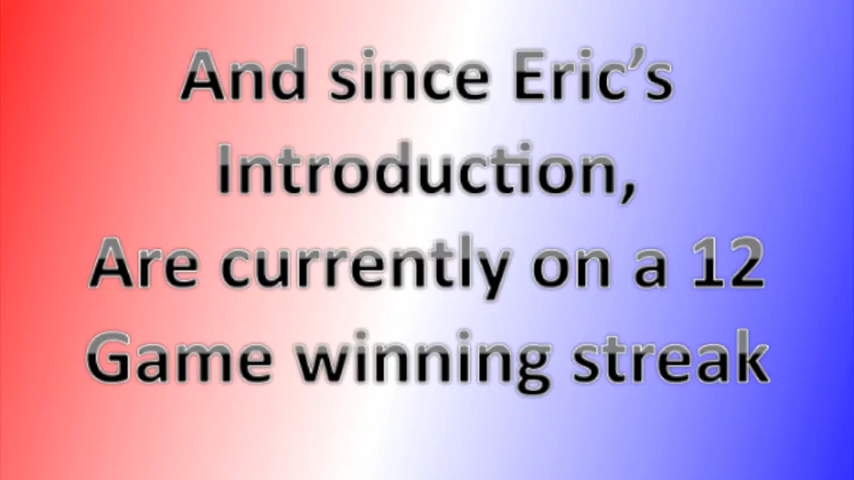 And since Eric’s
Introduction,
Are currently on a 12
Game winning streak